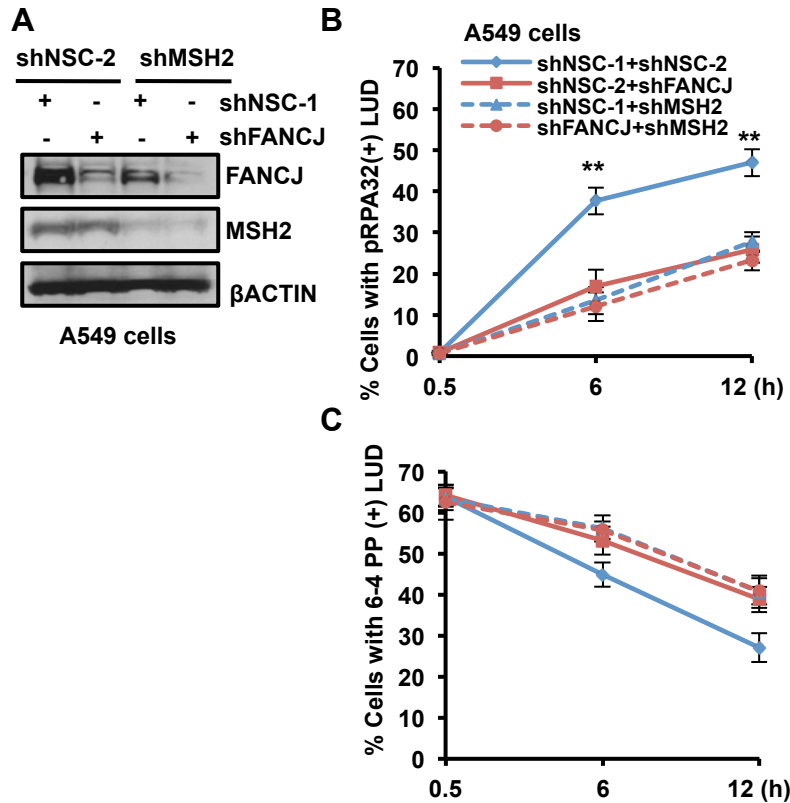 A
shNSC-2 shMSH2
+ - + - shNSC-1
- + - + shFANCJ
FANCJ
MSH2
βACTIN
A549 cells
B
A549 cells
shNSC-1+shNSC-2
shNSC-2+shFANCJ
shNSC-1+shMSH2
shFANCJ+shMSH2
% Cells with pRPA32(+) LUD
70
60
50
40
30
20
10
0
**
**
0.5 6 12 (h)
C
% Cells with 6-4 PP (+) LUD
70
60
50
40
30
20
10
0
0.5 6 12 (h)